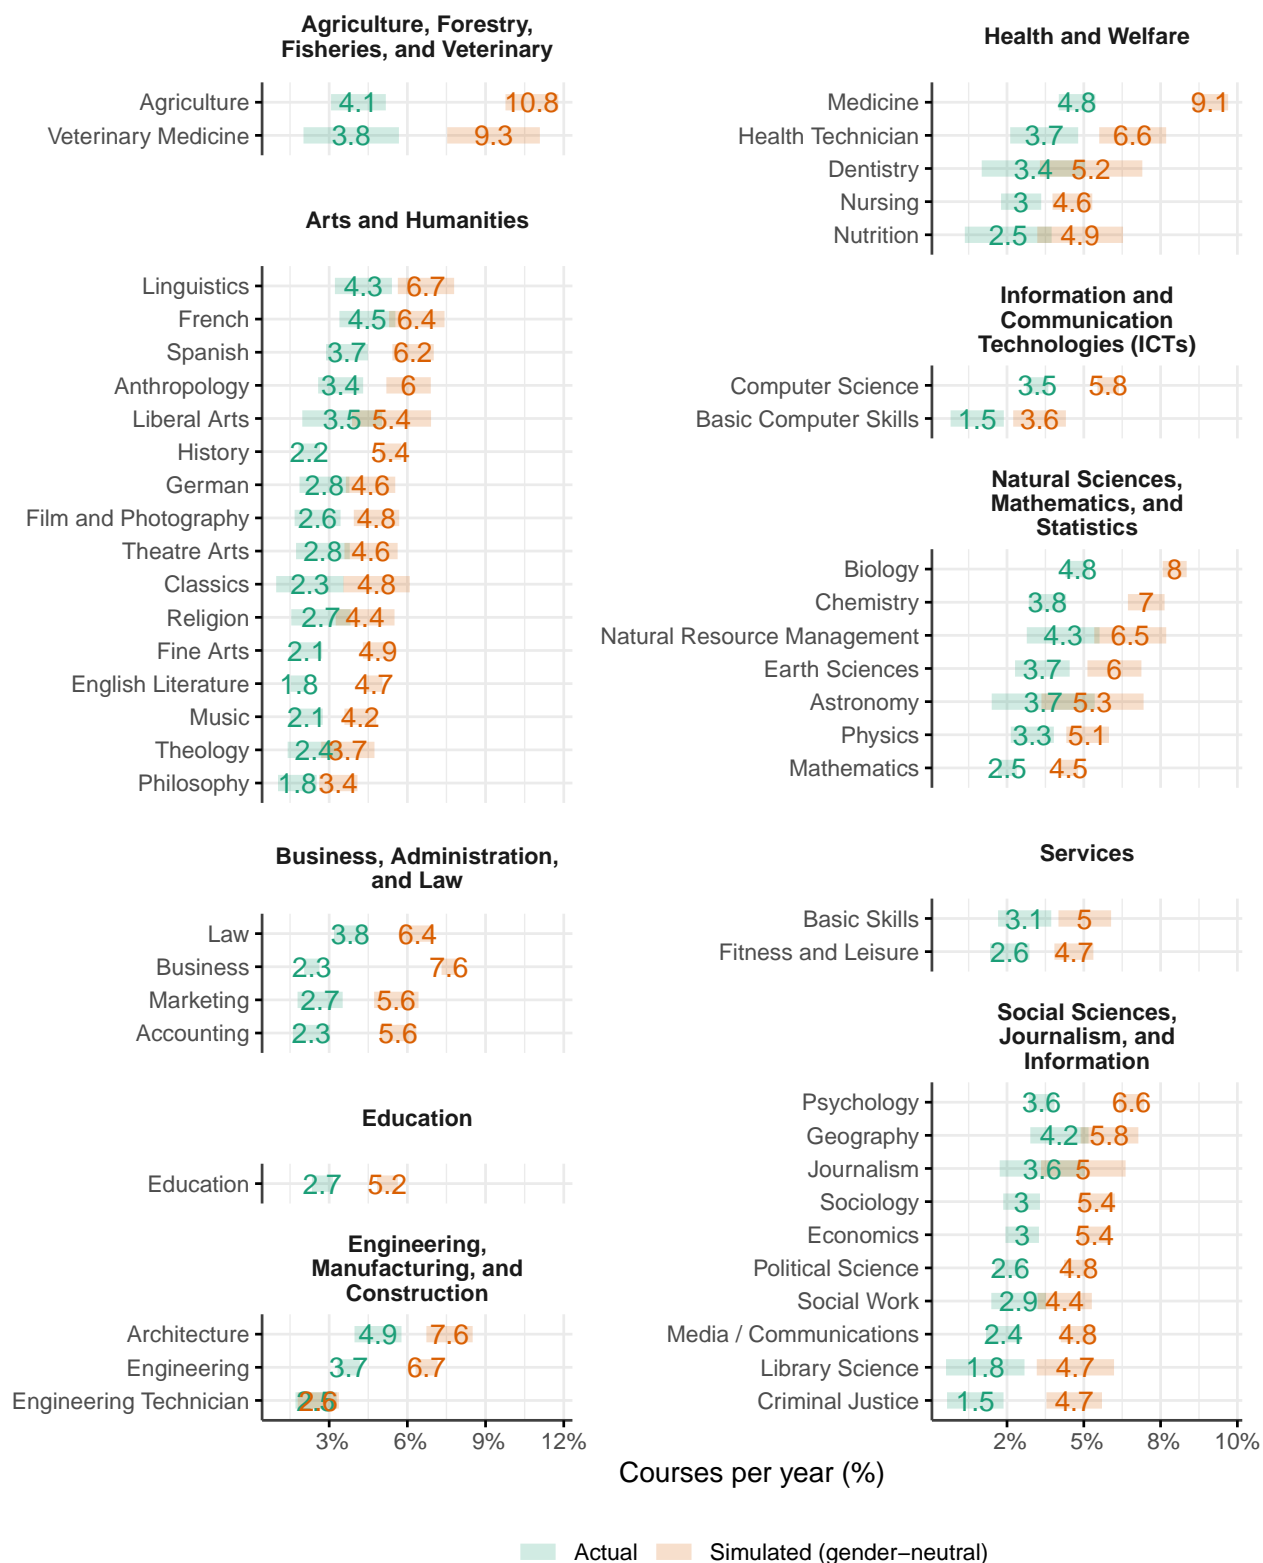 Agriculture, Forestry,
Fisheries, and Veterinary
Agriculture 4.1 10.8
Veterinary Medicine 3.8 9.3
Arts and Humanities
Linguistics 4.3 6.7
French 4.5 6.4
Spanish 3.7 6.2
Anthropology 3.4 6
Liberal Arts 3.5 5.4
History 2.2 5.4
German 2.8 4.6
Film and Photography 2.6 4.8
Theatre Arts 2.8 4.6
Classics 2.3 4.8
Religion 2.7 4.4
Fine Arts 2.1 4.9
English Literature 1.8 4.7
Music 2.1 4.2
Theology 2.4 3.7
Philosophy 1.8 3.4
Business, Administration,
and Law
Law 3.8 6.4
Business 2.3 7.6
Marketing 2.7 5.6
Accounting 2.3 5.6
Education
Education 2.7 5.2
Engineering,
Manufacturing, and
Construction
Architecture 4.9 7.6
Engineering 3.7 6.7
Engineering Technician 2.6
3% 6% 9% 12%
Health and Welfare
Medicine 4.8 9.1
Health Technician 3.7 6.6
Dentistry 3.4 5.2
Nursing 3 4.6
Nutrition 2.5 4.9
Information and
Communication
Technologies (ICTs)
Computer Science 3.5 5.8
Basic Computer Skills 1.5 3.6
Natural Sciences,
Mathematics, and
Statistics
Biology 4.8 8
Chemistry 3.8 7
Natural Resource Management 4.3 6.5
Earth Sciences 3.7 6
Astronomy 3.7 5.3
Physics 3.3 5.1
Mathematics 2.5 4.5
Services
Basic Skills 3.1 5
Fitness and Leisure 2.6 4.7
Social Sciences,
Journalism, and
Information
Psychology 3.6 6.6
Geography 4.2 5.8
Journalism 3.6 5
Sociology 3 5.4
Economics 3 5.4
Political Science 2.6 4.8
Social Work 2.9 4.4
Media / Communications 2.4 4.8
Library Science 1.8 4.7
Criminal Justice 1.5 4.7
2% 5% 8% 10%
Courses per year (%)
Actual Simulated (gender−neutral)